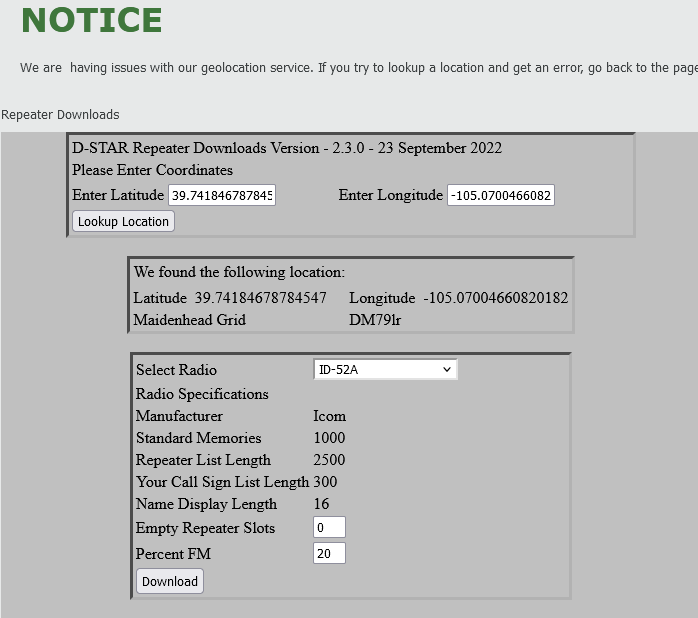 NOTICE
We are having issues with our geolocation service. If you try to lookup a location and get an error, go back to the page
Repeater Downloads
D-STAR Repeater Downloads Version - 2.3.0 - 23 September 2022
Please Enter Coordinates
Enter Latitude 39.741846787845 Enter Longitude -105.0700466082
Lookup Location
We found the following location:
Latitude 39.74184678784547 Longitude -105.07004660820182
Maidenhead Grid DM79lr
Select Radio ID-52A
Radio Specifications
Manufacturer Icom
Standard Memories 1000
Repeater List Length 2500
Your Call Sign List Length 300
Name Display Length 16
Empty Repeater Slots 0
Percent FM 20
Download